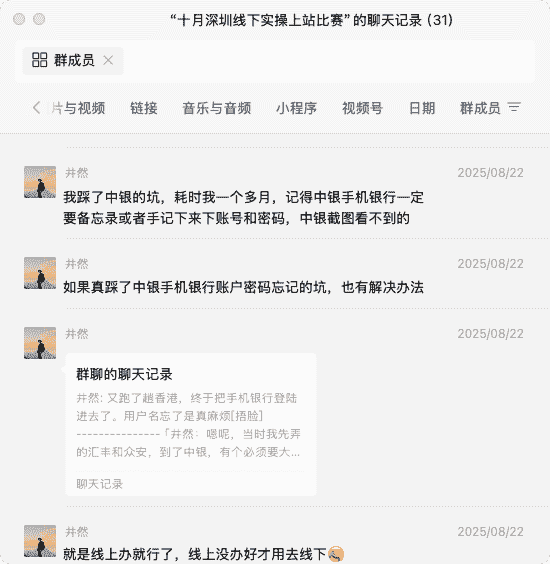 “十月深圳线下实操上站比赛”的聊天记录 (31)
群成员
片与视频 链接 音乐与音频 小程序 视频号 日期 群成员
井然 2025/08/22
我踩了中银的坑，耗时我一个多月，记得中银手机银行一定
要备忘录或者手记下来下账号和密码，中银截图看不到的
井然 2025/08/22
如果真踩了中银手机银行账户密码忘记的坑，也有解决办法
井然 2025/08/22
群聊的聊天记录
井然: 又跑了趟香港，终于把手机银行登陆
进去了。用户名忘了是真麻烦[捂脸]
---------------「井然：嗯呢，当时我先弄
的汇丰和众安，到了中银，有个必须要大...
聊天记录
井然 2025/08/22
就是线上办就行了，线上没办好才用去线下